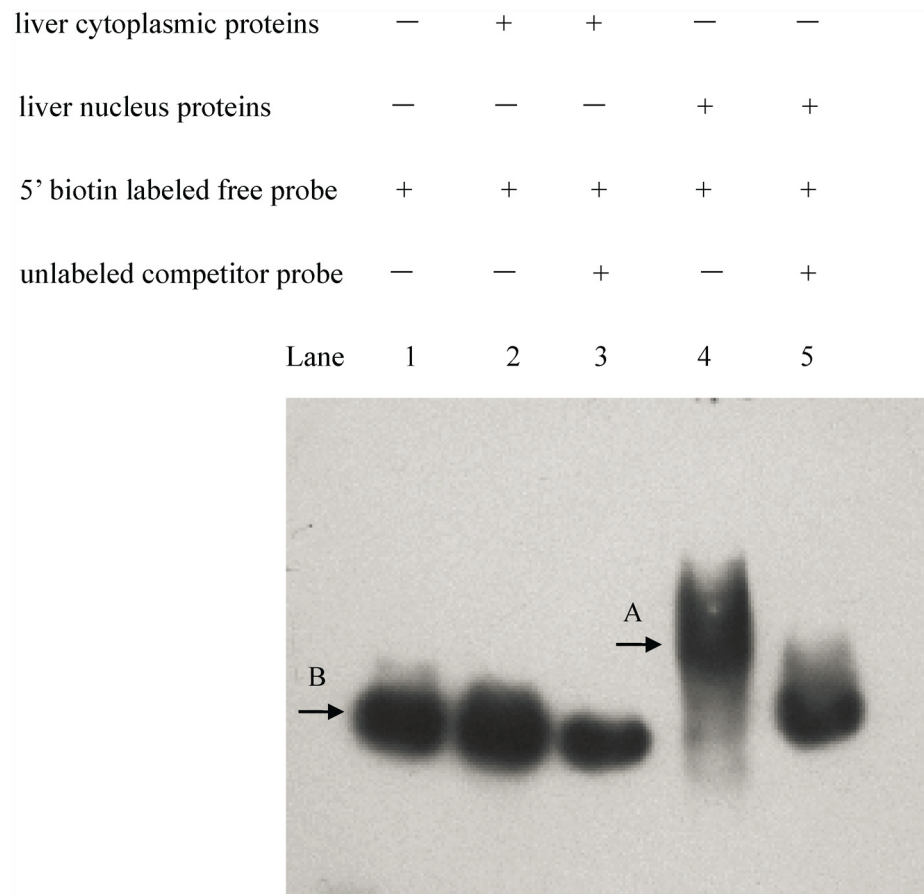 liver cytoplasmic proteins — + + — —
liver nucleus proteins — — — + +
5’ biotin labeled free probe + + + + +
unlabeled competitor probe — — + — +
Lane 1 2 3 4 5
A
B